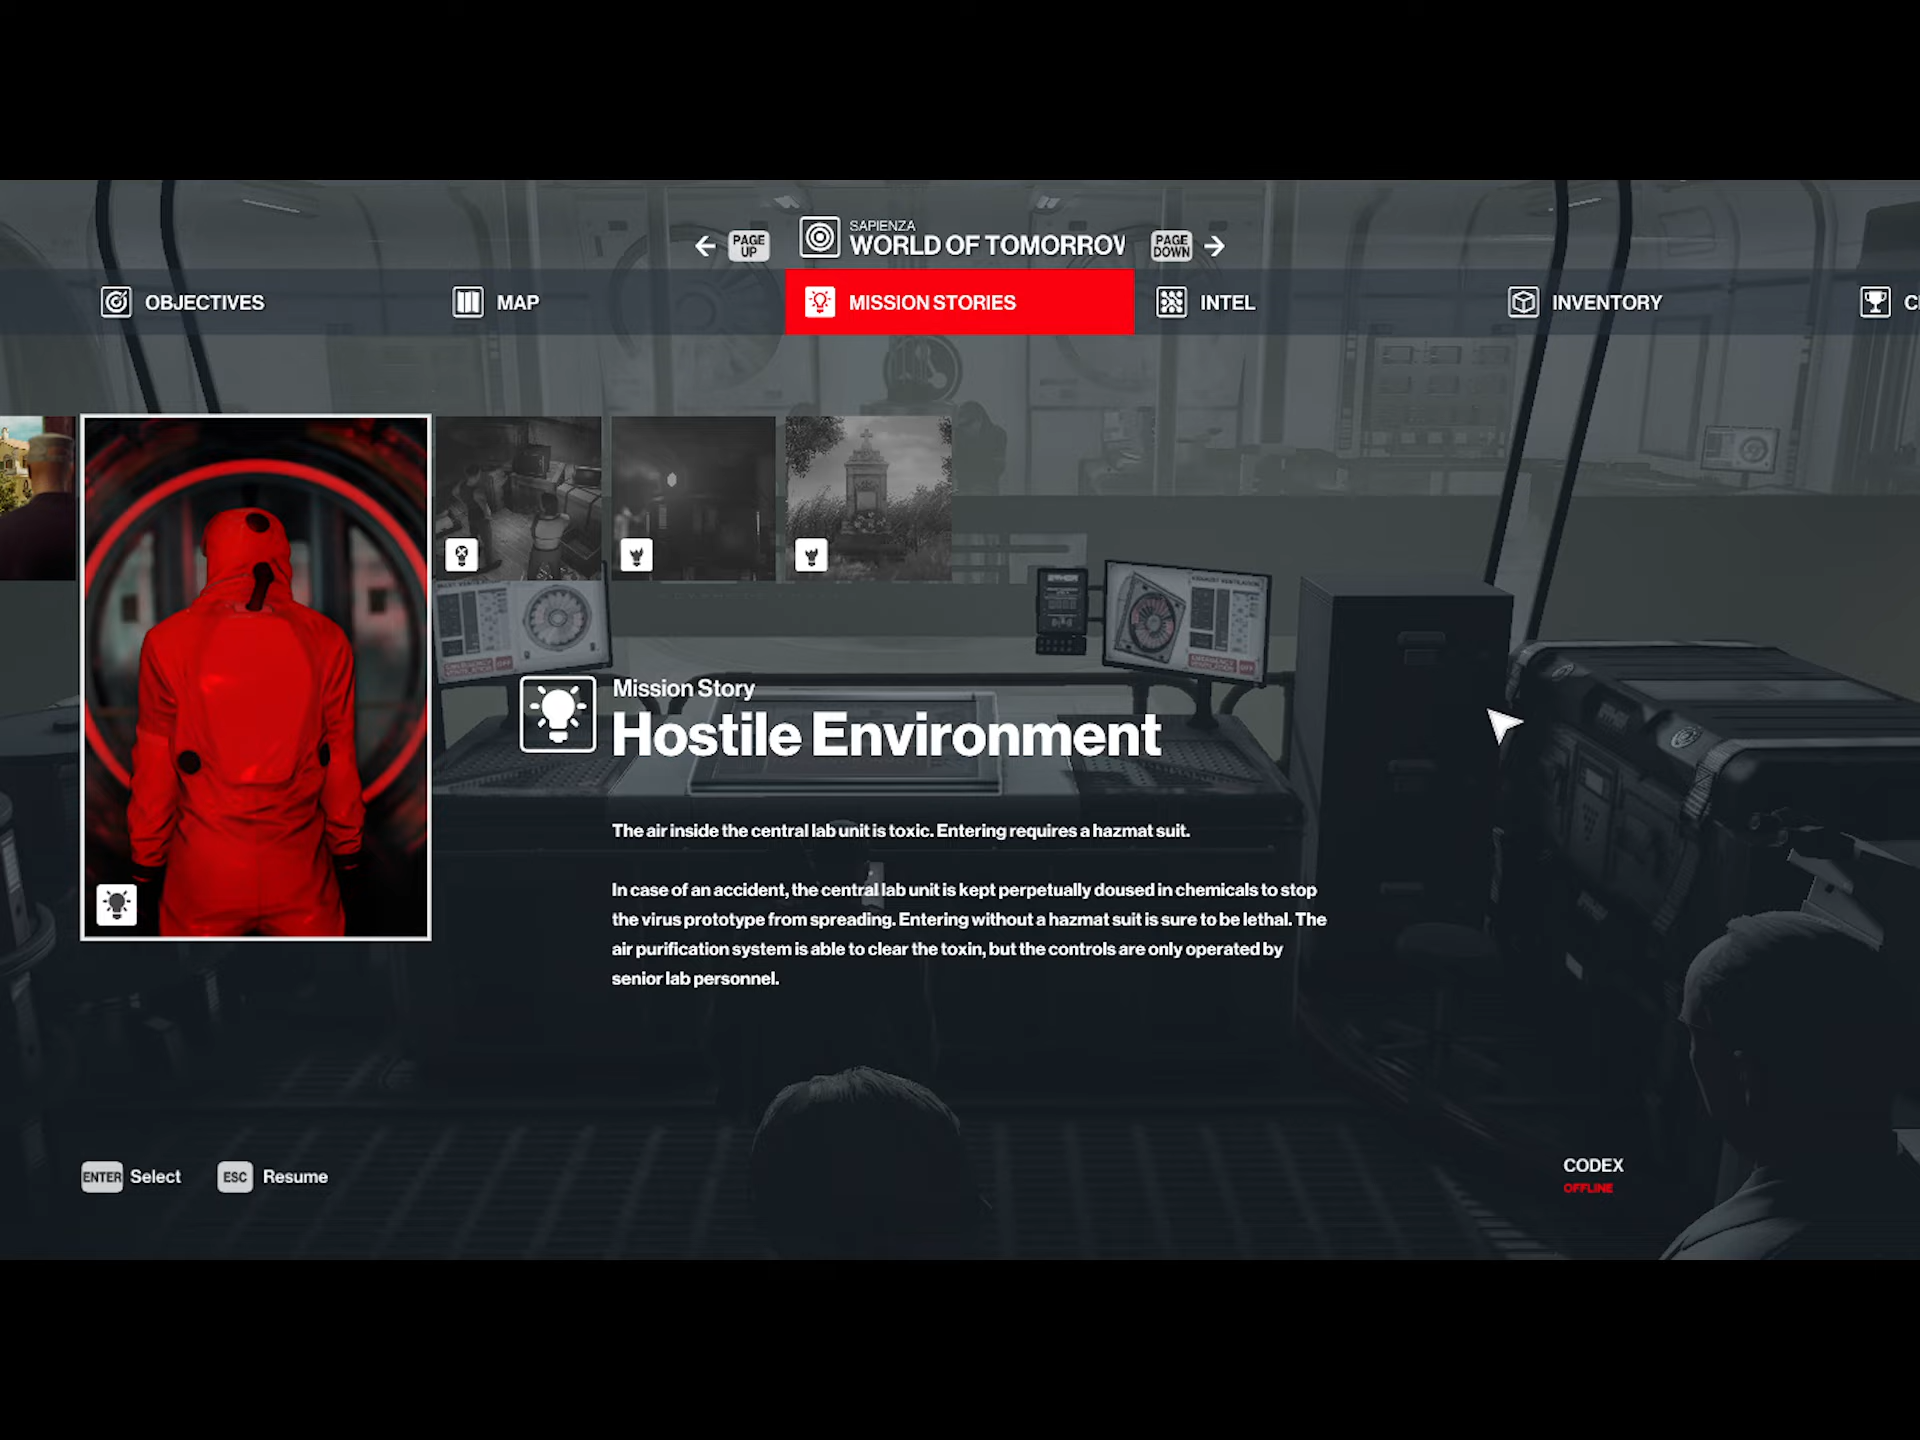 SAPIENZA
PAGE UP
WORLD OF TOMORROV
PAGE DOWN
OBJECTIVES
MAP
MISSION STORIES
INTEL
INVENTORY
C
Mission Story
Hostile Environment
The air inside the central lab unit is toxic. Entering requires a hazmat suit.
In case of an accident, the central lab unit is kept perpetually doused in chemicals to stop
the virus prototype from spreading. Entering without a hazmat suit is sure to be lethal. The
air purification system is able to clear the toxin, but the controls are only operated by
senior lab personnel.
ENTER Select
ESC Resume
CODEX
OFFLINE